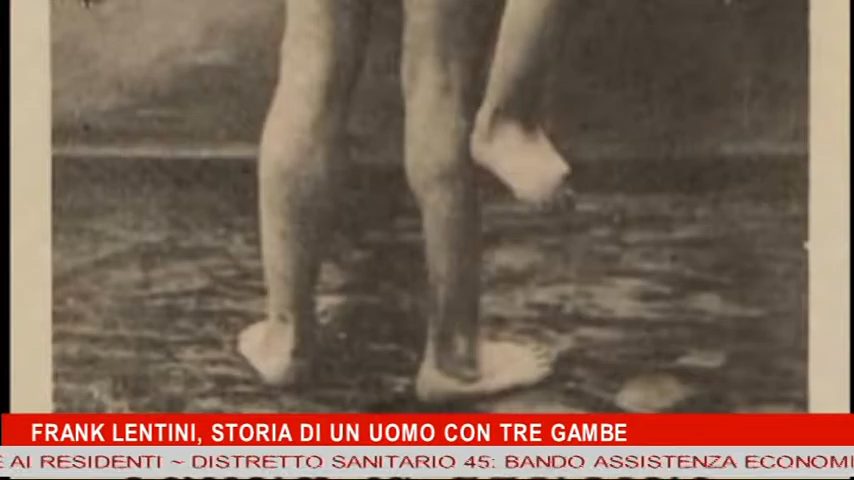 FRANK LENTINI, STORIA DI UN UOMO CON TRE GAMBE
AI RESIDENTI ~ DISTRETTO SANITARIO 45: BANDO ASSISTENZA ECONOMI